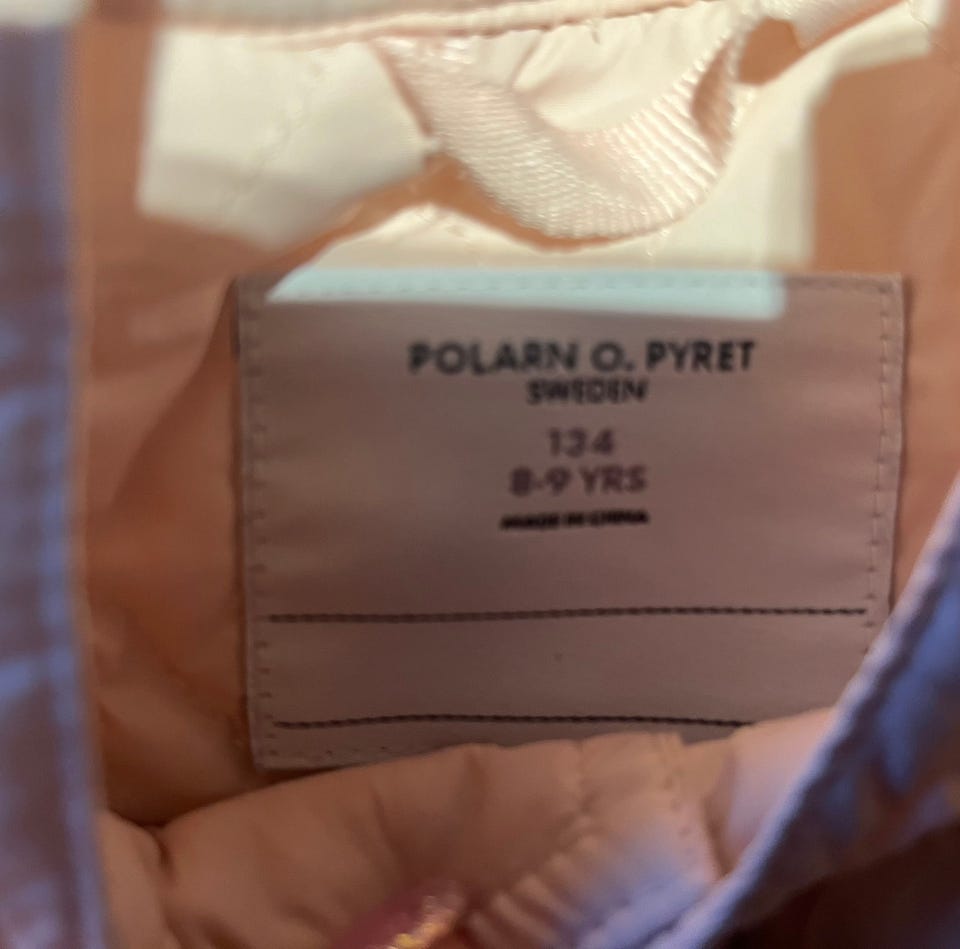 POLARN O. PYRET
SWEDEN
134
8-9 YRS
MADE IN CHINA